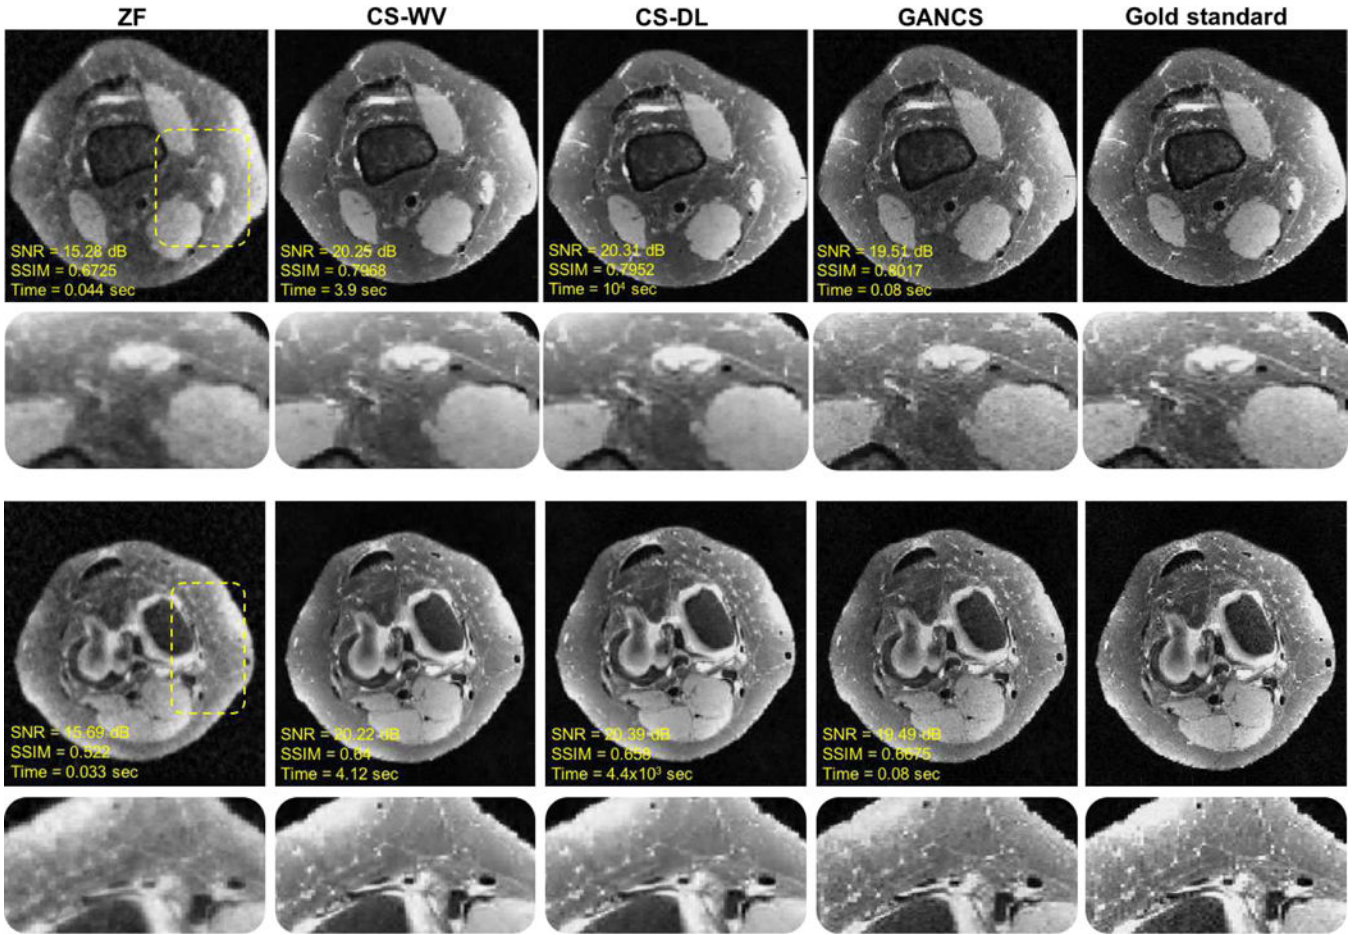 ZF CS-WV CS-DL GANCS Gold standard
SNR = 15.28 dB
SSIM = 0.6725
Time = 0.044 sec
SNR = 20.25 dB
SSIM = 0.7968
Time = 3.9 sec
SNR = 20.31 dB
SSIM = 0.7952
Time = 10⁴ sec
SNR = 19.51 dB
SSIM = 0.8017
Time = 0.08 sec
SNR = 15.69 dB
SSIM = 0.522
Time = 0.033 sec
SNR = 20.22 dB
SSIM = 0.64
Time = 4.12 sec
SNR = 20.39 dB
SSIM = 0.658
Time = 4.4x10³ sec
SNR = 19.49 dB
SSIM = 0.6675
Time = 0.08 sec